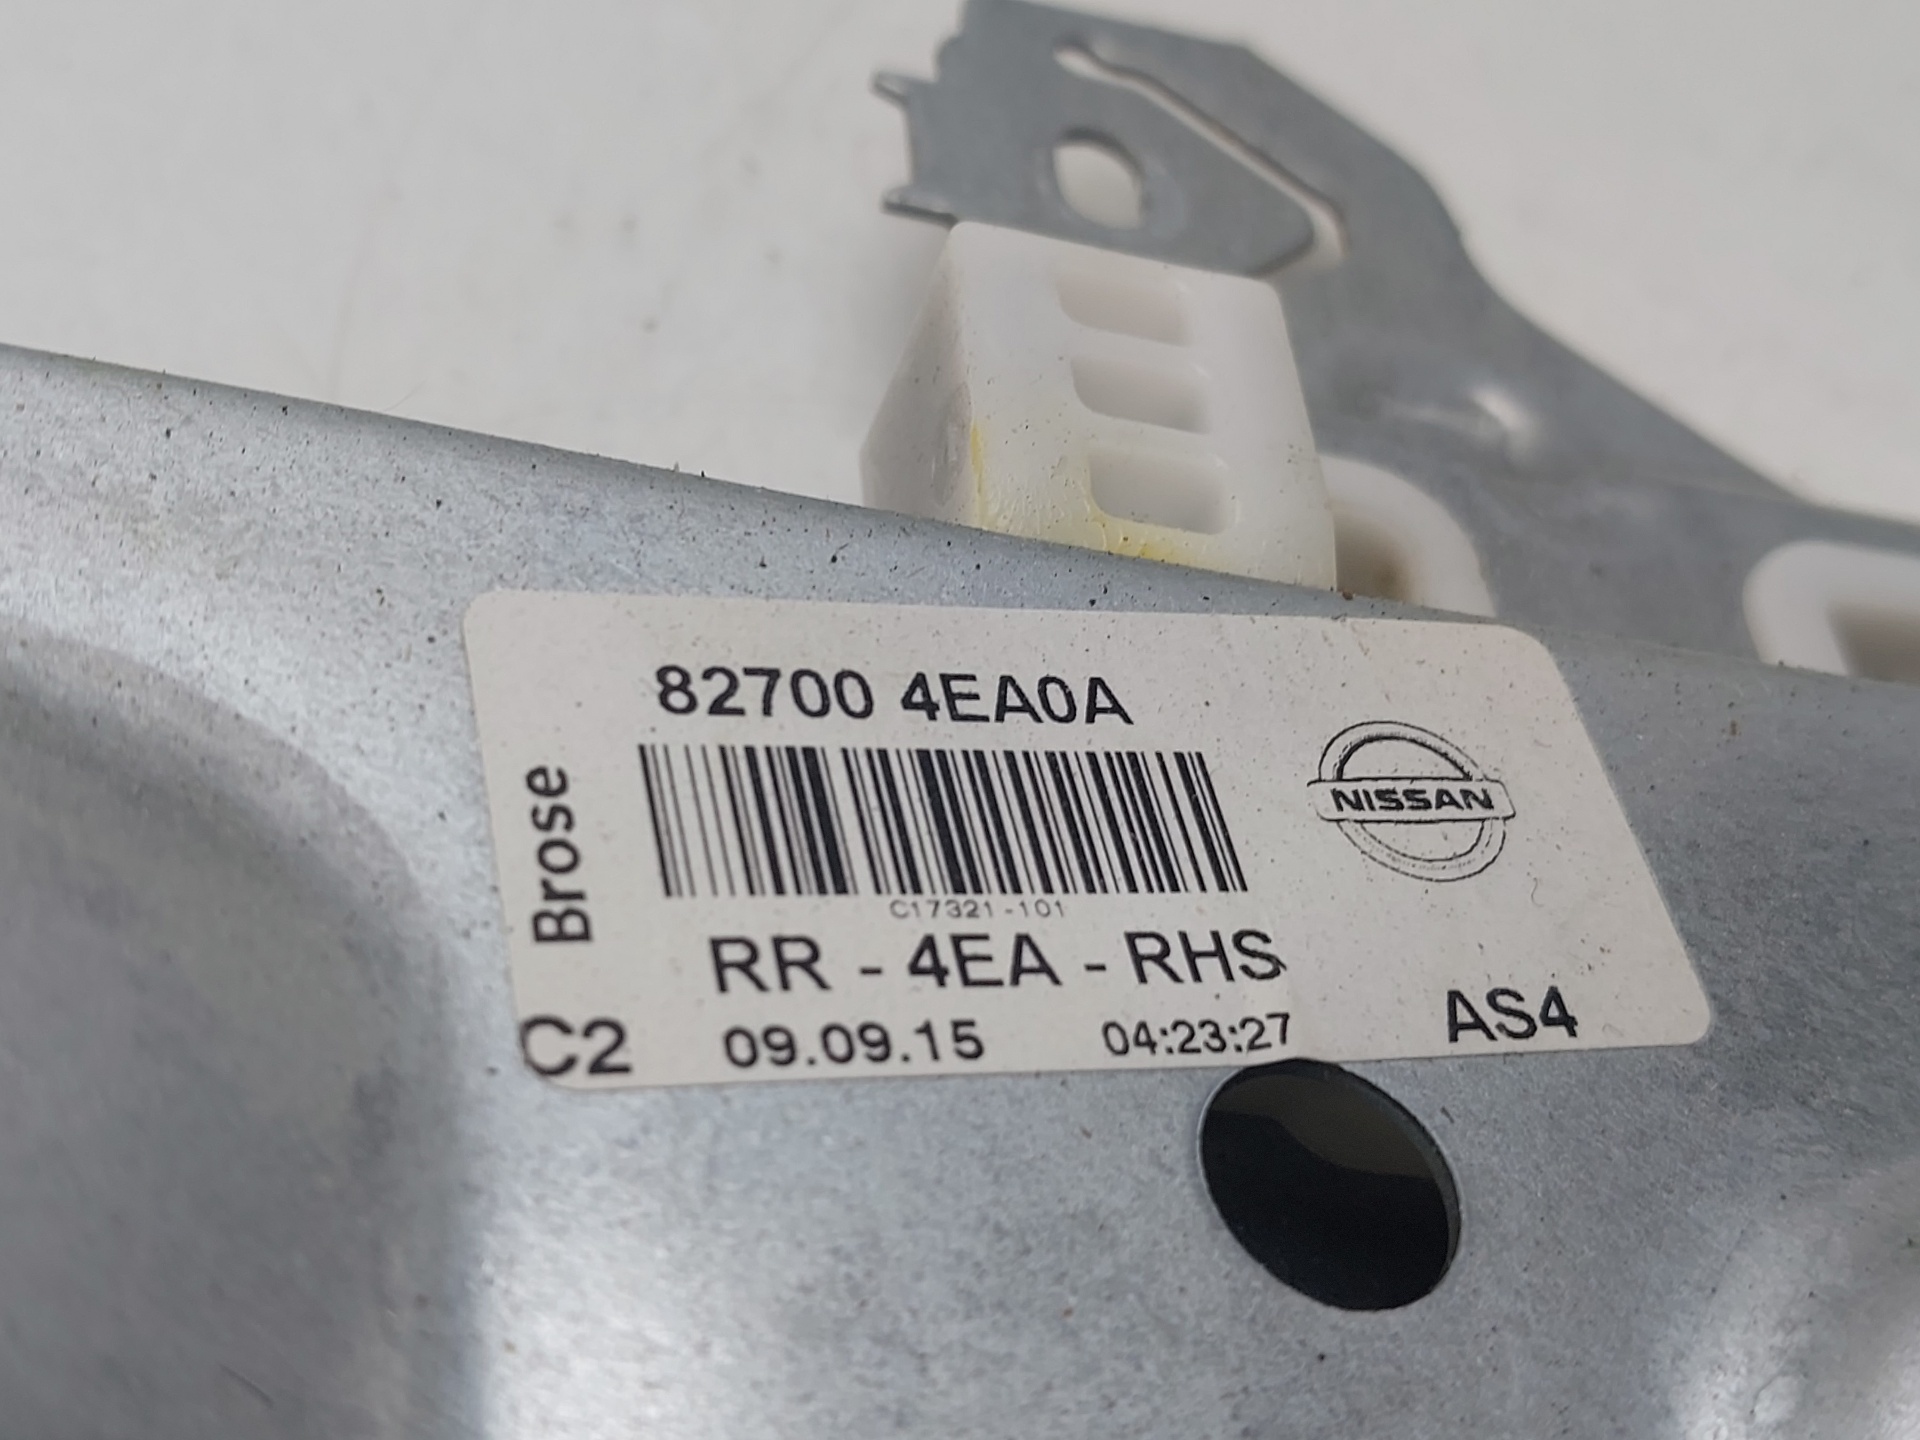 82700 4EA0A
Brose
NISSAN
C17321-101
RR - 4EA - RHS
C2 09.09.15 04:23:27 AS4